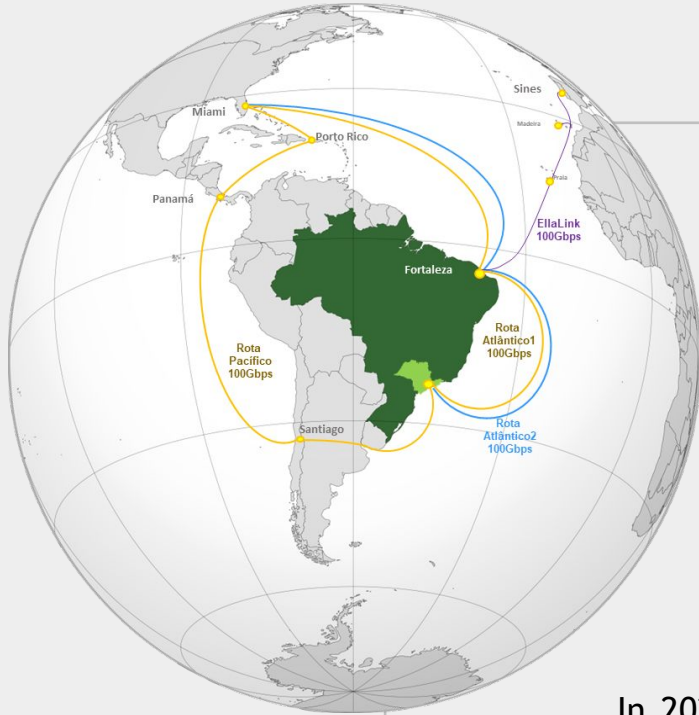 Sines
Miami
Madeira
Porto Rico
Praia
Panamá
EllaLink
100Gbps
Fortaleza
Rota
Atlântico1
100Gbps
Rota
Pacífico
100Gbps
Rota
Atlântico2
100Gbps
Santiago
In